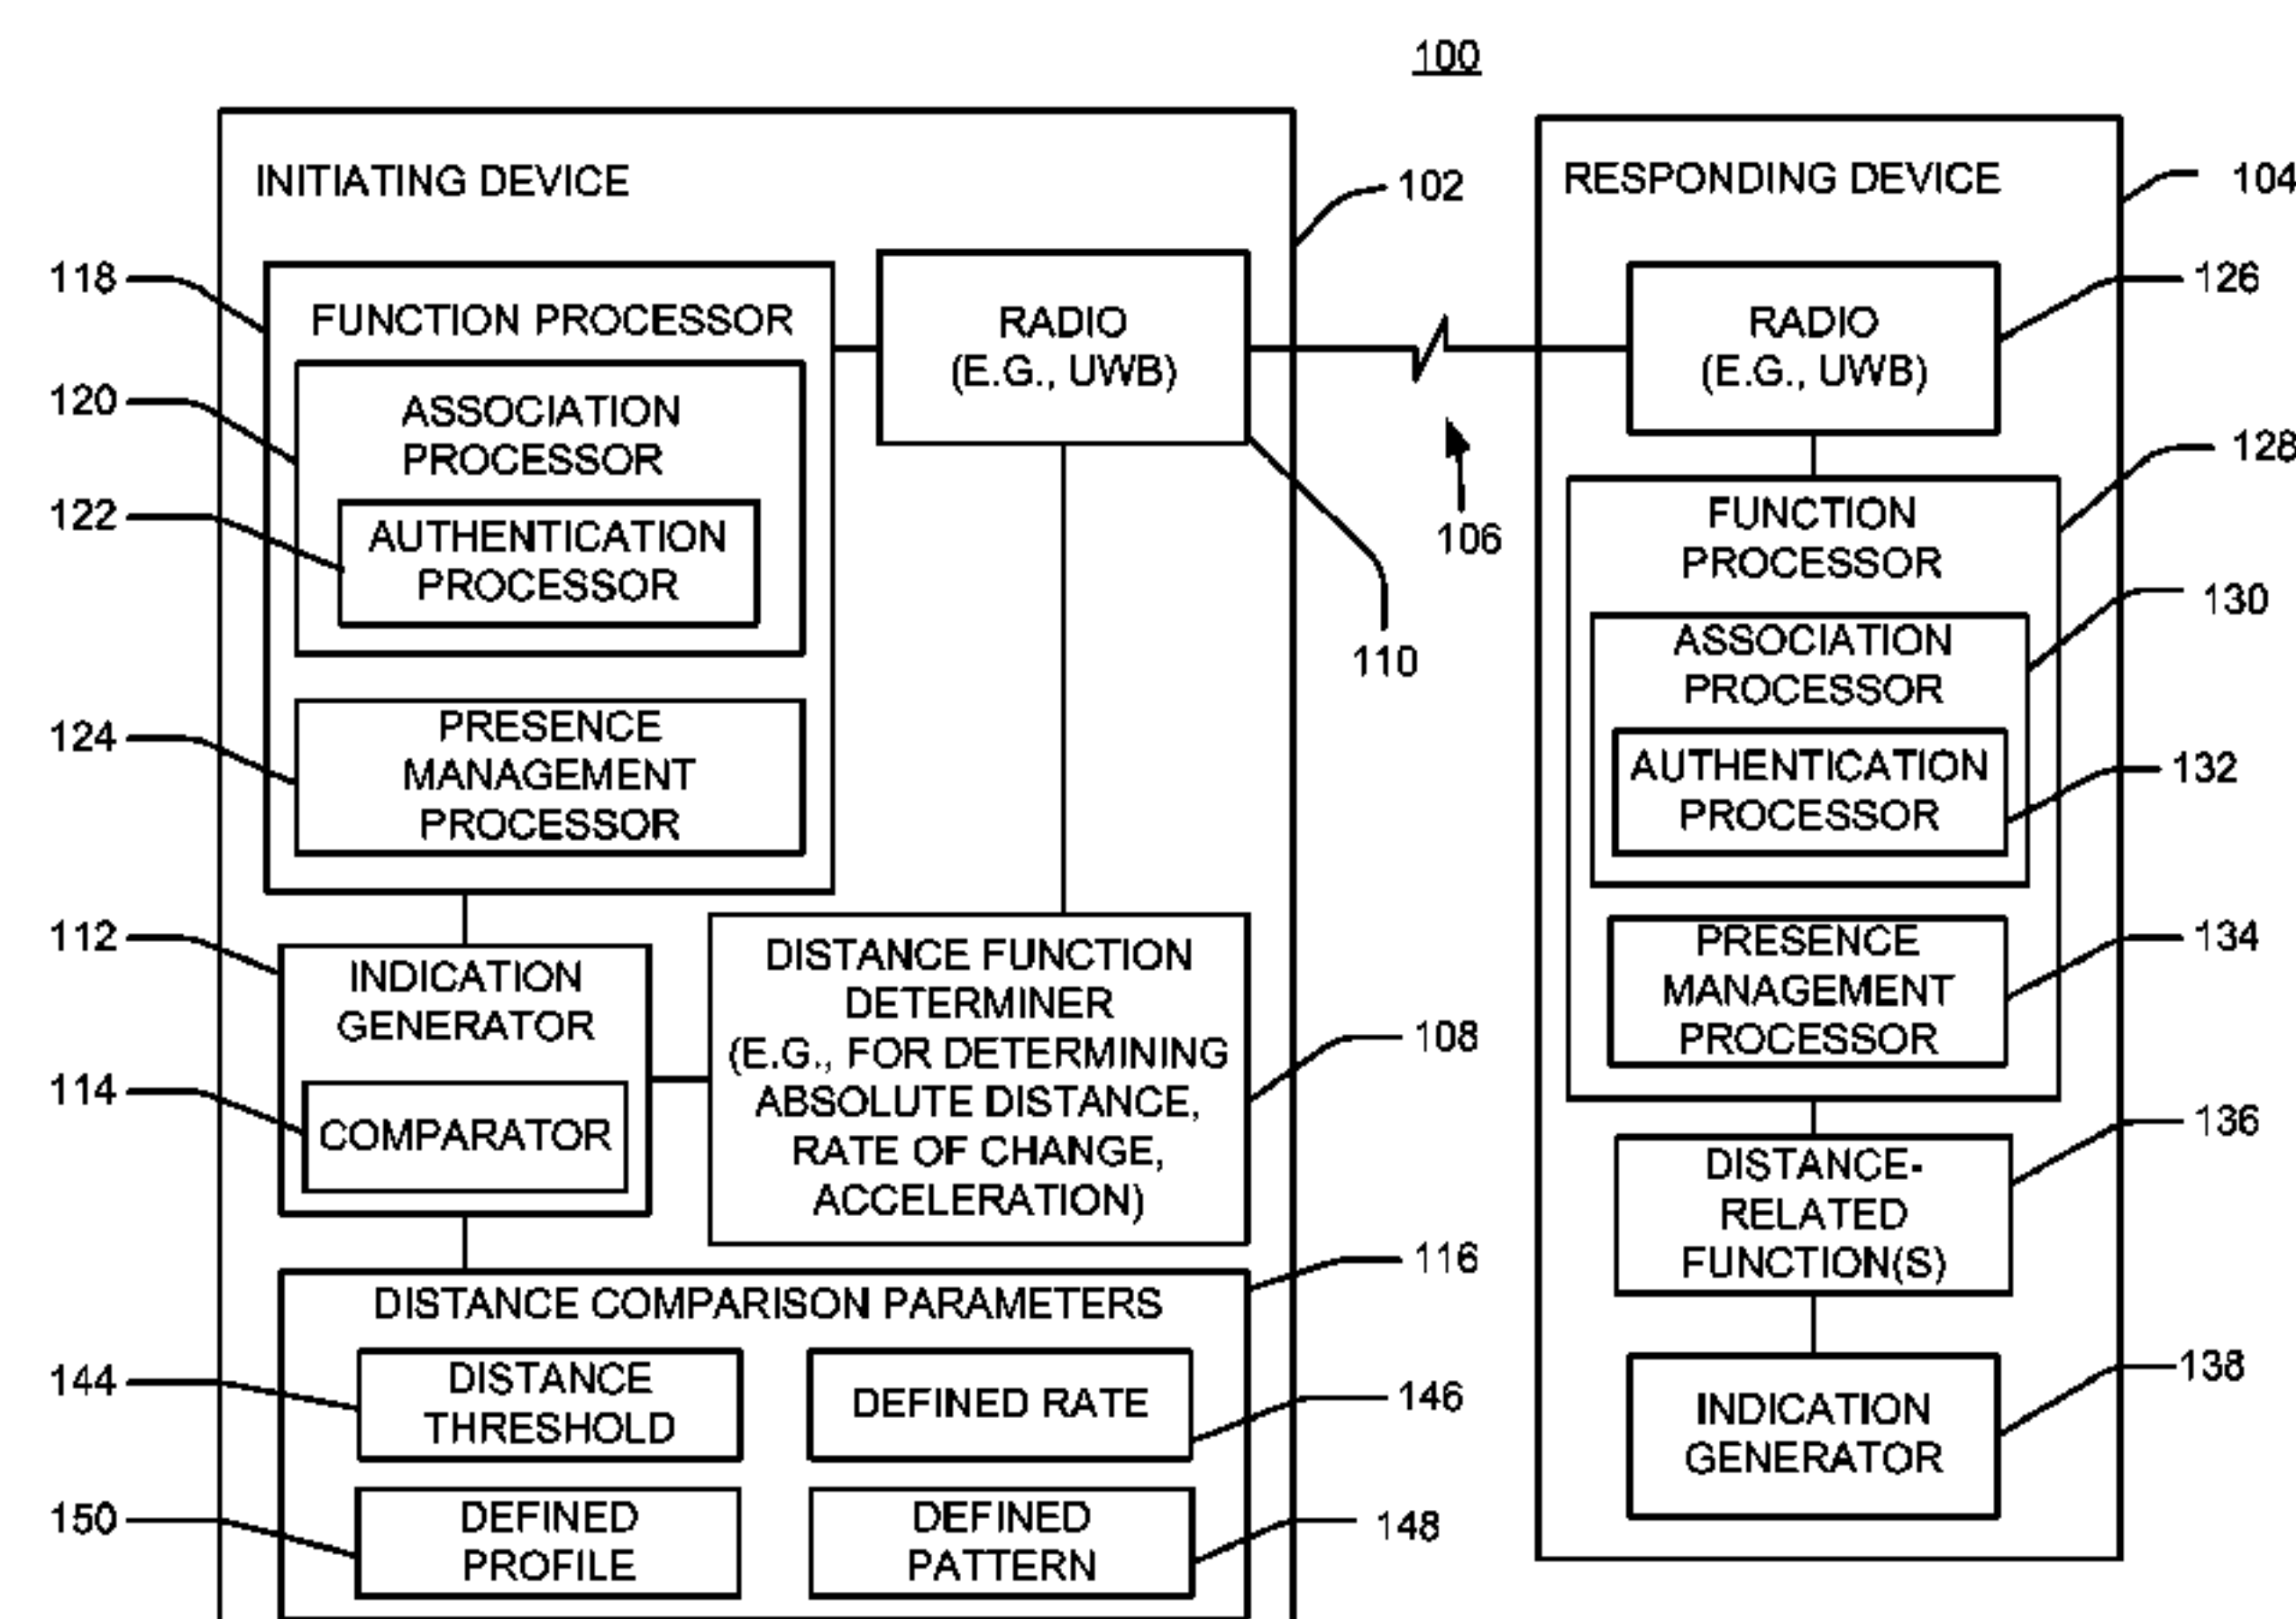 100
INITIATING DEVICE
102
118
FUNCTION PROCESSOR
RADIO
(E.G., UWB)
120
ASSOCIATION
PROCESSOR
122
AUTHENTICATION
PROCESSOR
106
110
124
PRESENCE
MANAGEMENT
PROCESSOR
112
INDICATION
GENERATOR
114
COMPARATOR
DISTANCE FUNCTION
DETERMINER
(E.G., FOR DETERMINING
ABSOLUTE DISTANCE,
RATE OF CHANGE,
ACCELERATION)
108
116
DISTANCE COMPARISON PARAMETERS
144
DISTANCE
THRESHOLD
DEFINED RATE
146
150
DEFINED
PROFILE
DEFINED
PATTERN
148
RESPONDING DEVICE
104
RADIO
(E.G., UWB)
126
128
FUNCTION
PROCESSOR
130
ASSOCIATION
PROCESSOR
AUTHENTICATION
PROCESSOR
132
PRESENCE
MANAGEMENT
PROCESSOR
134
136
DISTANCE-
RELATED
FUNCTION(S)
138
INDICATION
GENERATOR